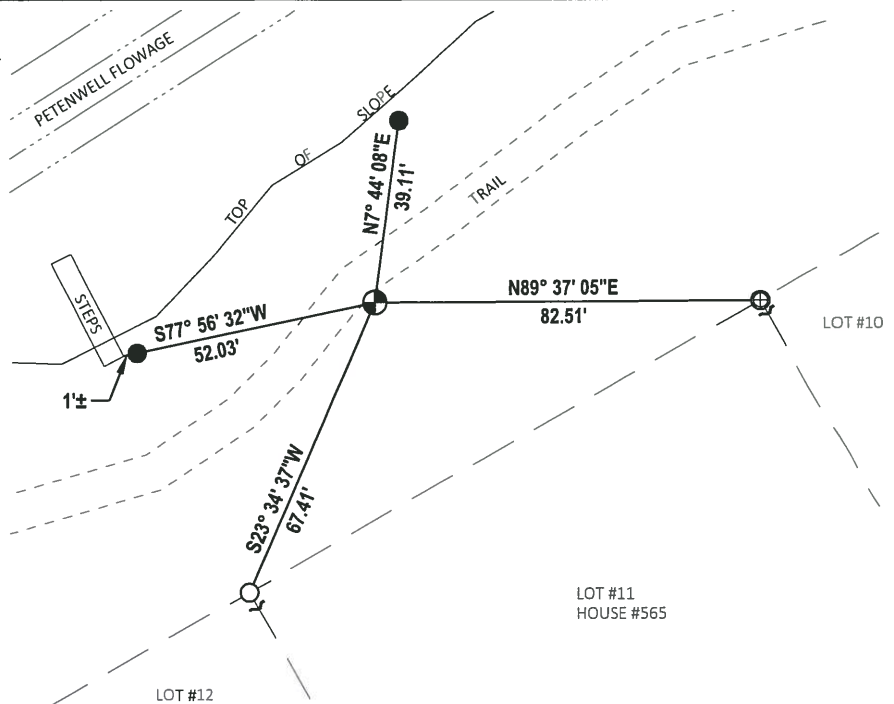 PETENWELL FLOWAGE
TOP OF SLOPE
N7° 44' 08"E
39.11'
TRAIL
N89° 37' 05"E
82.51'
LOT #10
STEPS
S77° 56' 32"W
52.03'
1'±
S23° 34' 37"W
67.41'
LOT #11
HOUSE #565
LOT #12